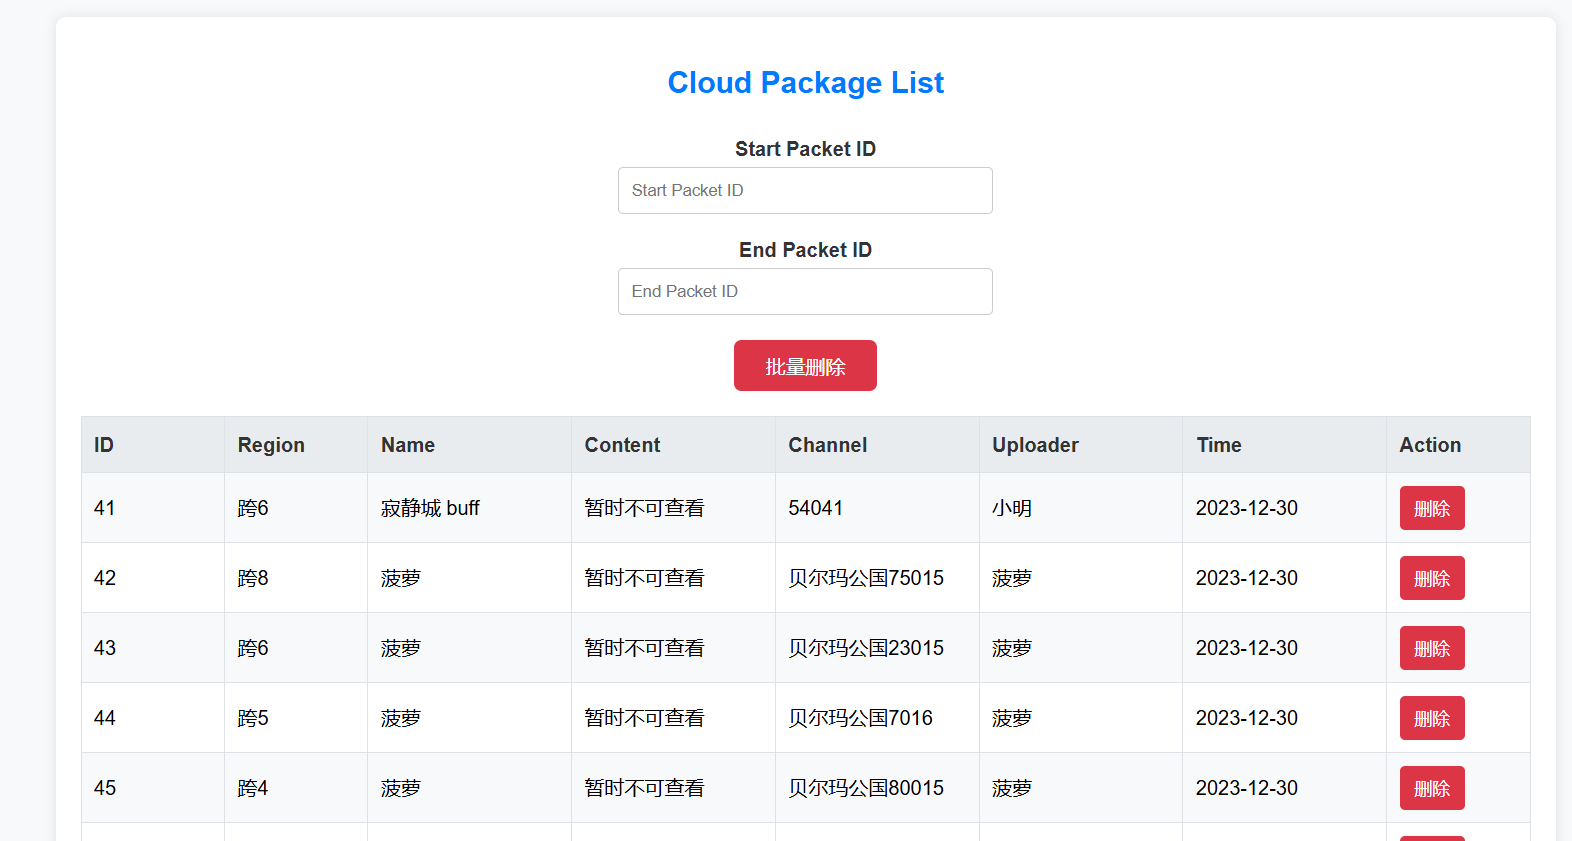 Cloud Package List
Start Packet ID
Start Packet ID
End Packet ID
End Packet ID
批量删除
ID Region Name Content Channel Uploader Time Action
41 跨6 寂静城 buff 暂时不可查看 54041 小明 2023-12-30 删除
42 跨8 菠萝 暂时不可查看 贝尔玛公国75015 菠萝 2023-12-30 删除
43 跨6 菠萝 暂时不可查看 贝尔玛公国23015 菠萝 2023-12-30 删除
44 跨5 菠萝 暂时不可查看 贝尔玛公国7016 菠萝 2023-12-30 删除
45 跨4 菠萝 暂时不可查看 贝尔玛公国80015 菠萝 2023-12-30 删除